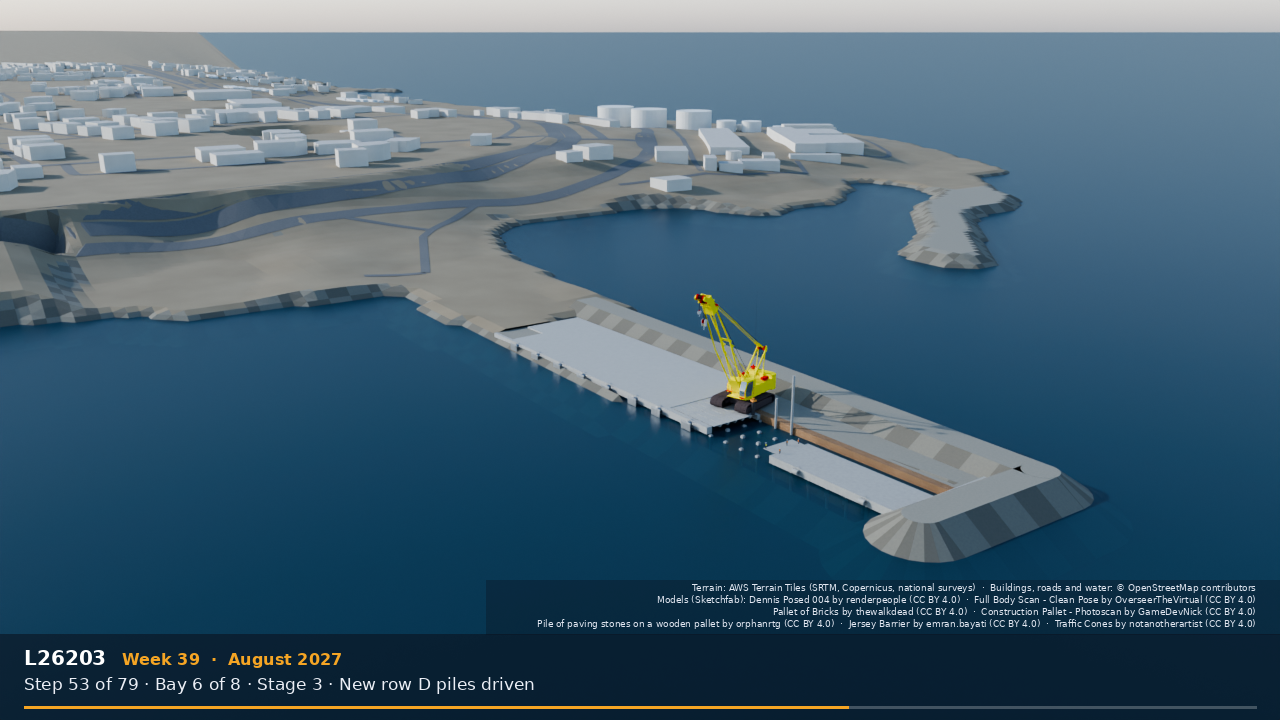 Terrain: AWS Terrain Tiles (SRTM, Copernicus, national surveys) · Buildings, roads and water: © OpenStreetMap contributors
Models (Sketchfab): Dennis Posed 004 by renderpeople (CC BY 4.0) · Full Body Scan - Clean Pose by OverseerTheVirtual (CC BY 4.0)
Pallet of Bricks by thewalkdead (CC BY 4.0) · Construction Pallet - Photoscan by GameDevNick (CC BY 4.0)
Pile of paving stones on a wooden pallet by orphanrtg (CC BY 4.0) · Jersey Barrier by emran.bayati (CC BY 4.0) · Traffic Cones by notanotherartist (CC BY 4.0)
L26203 Week 39 · August 2027
Step 53 of 79 · Bay 6 of 8 · Stage 3 · New row D piles driven